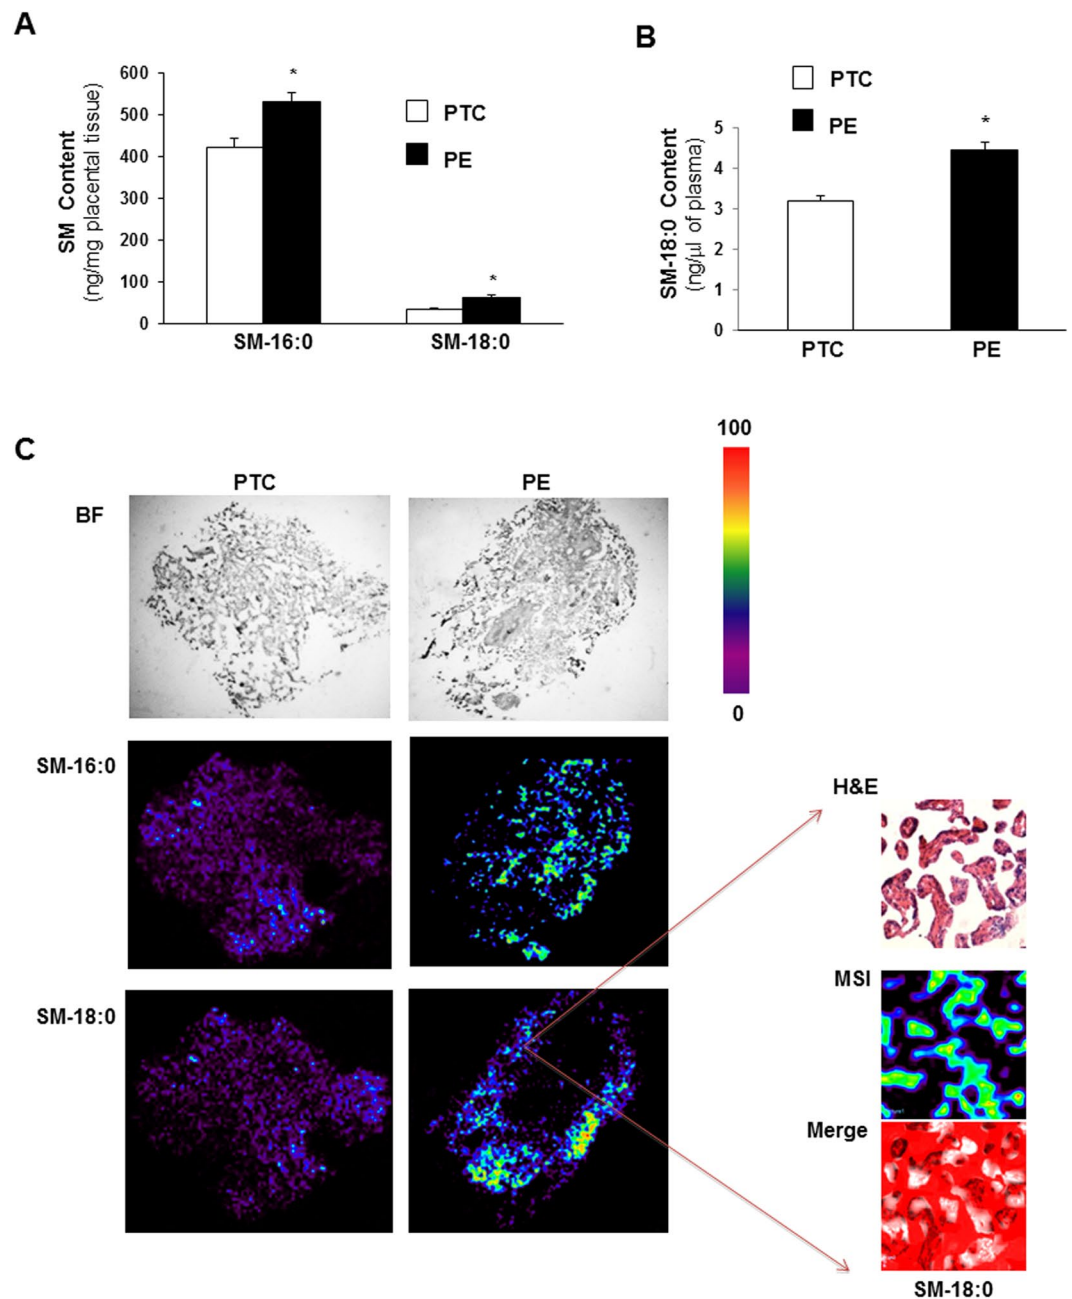 A
SM Content
(ng/mg placental tissue)
600
500
400
300
200
100
0
*
*
PTC
PE
SM-16:0
SM-18:0
B
PTC
PE
SM-18:0 Content
(ng/µl of plasma)
5
4
3
2
1
0
*
PTC
PE
C
PTC
PE
BF
100
0
SM-16:0
SM-18:0
H&E
MSI
Merge
SM-18:0